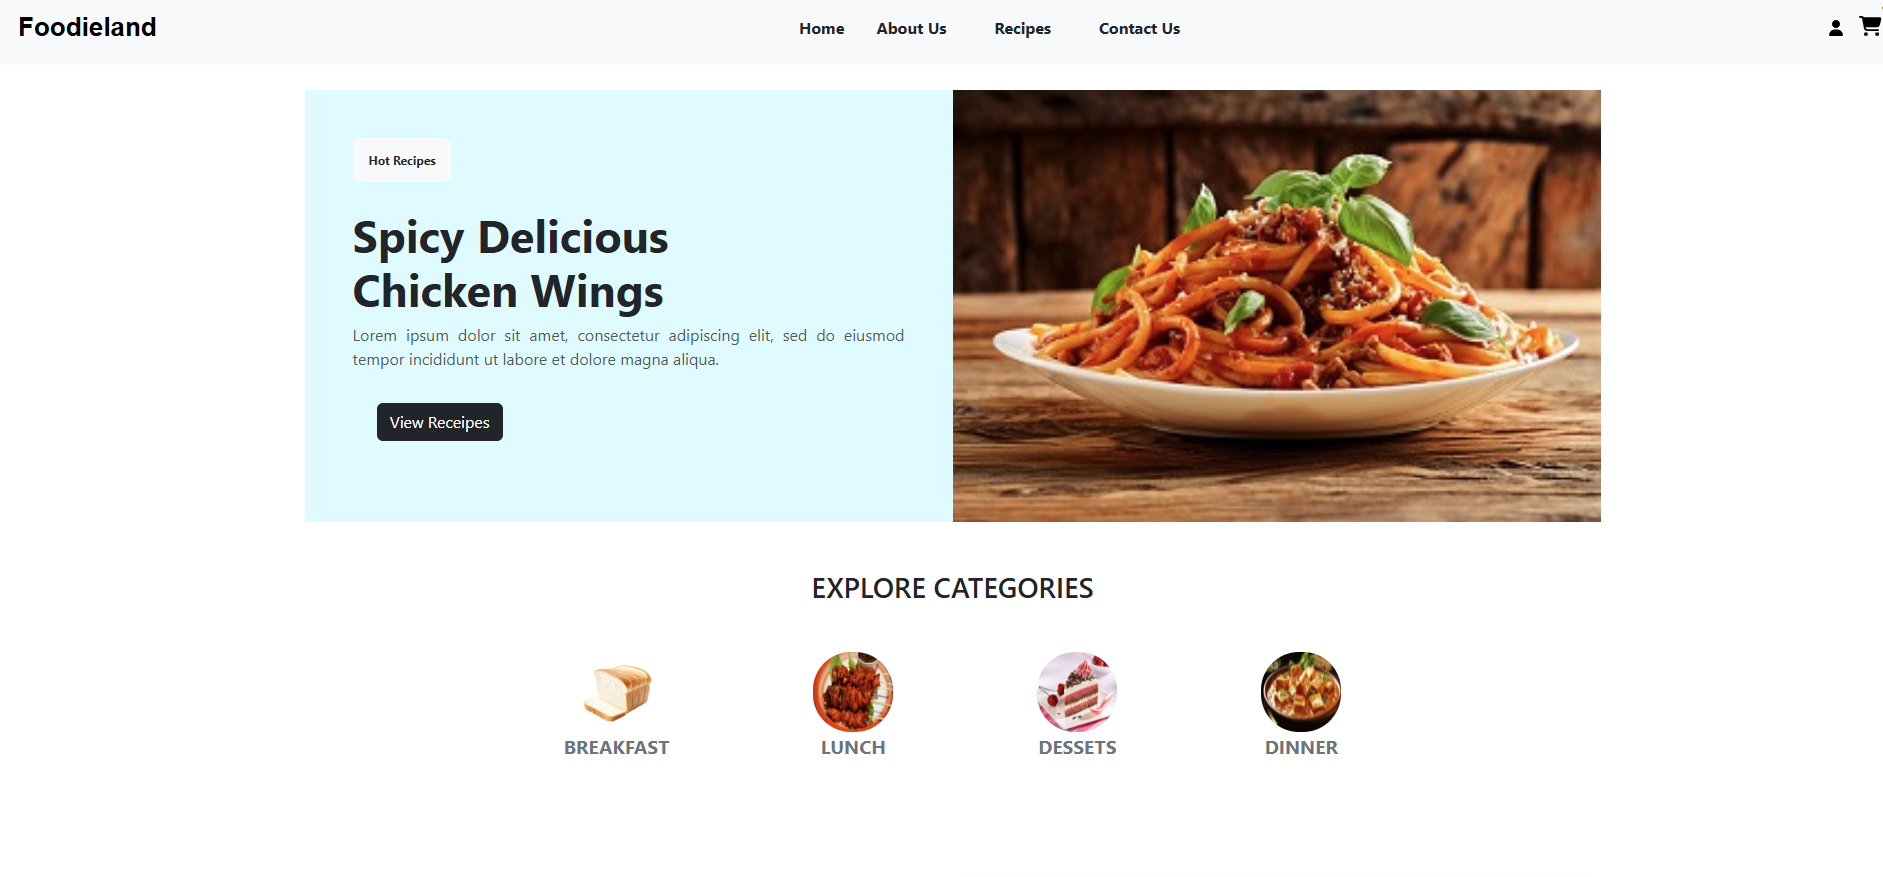 Foodieland
Home About Us Recipes Contact Us
Hot Recipes
Spicy Delicious
Chicken Wings
Lorem ipsum dolor sit amet, consectetur adipiscing elit, sed do eiusmod
tempor incididunt ut labore et dolore magna aliqua.
View Receipes
EXPLORE CATEGORIES
BREAKFAST LUNCH DESSETS DINNER